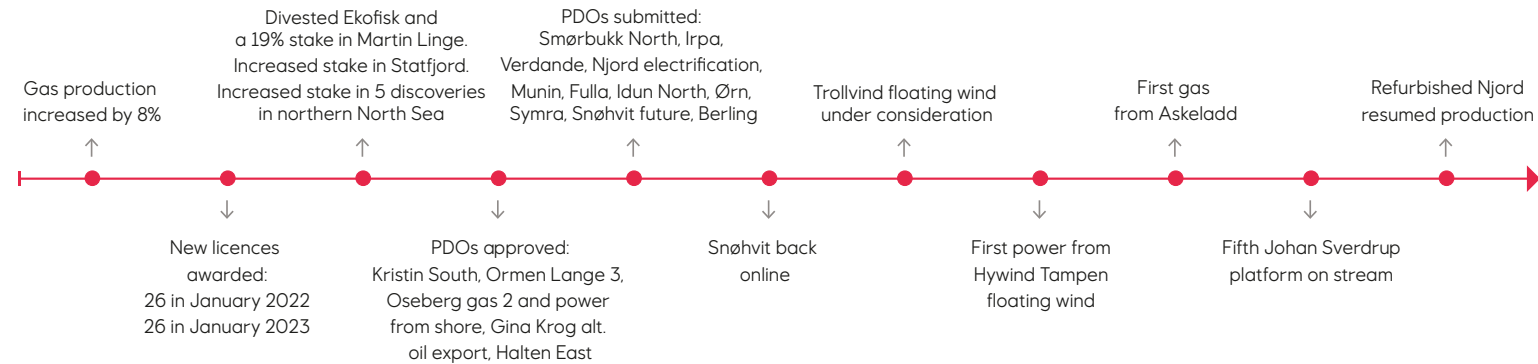 Gas production
increased by 8%
New licences
awarded:
26 in January 2022
26 in January 2023
Divested Ekofisk and
a 19% stake in Martin Linge.
Increased stake in Statfjord.
Increased stake in 5 discoveries
in northern North Sea
PDOs approved:
Kristin South, Ormen Lange 3,
Oseberg gas 2 and power
from shore, Gina Krog alt.
oil export, Halten East
PDOs submitted:
Smørbukk North, Irpa,
Verdande, Njord electrification,
Munin, Fulla, Idun North, Ørn,
Symra, Snøhvit future, Berling
Snøhvit back
online
Trollvind floating wind
under consideration
First power from
Hywind Tampen
floating wind
First gas
from Askeladd
Fifth Johan Sverdrup
platform on stream
Refurbished Njord
resumed production